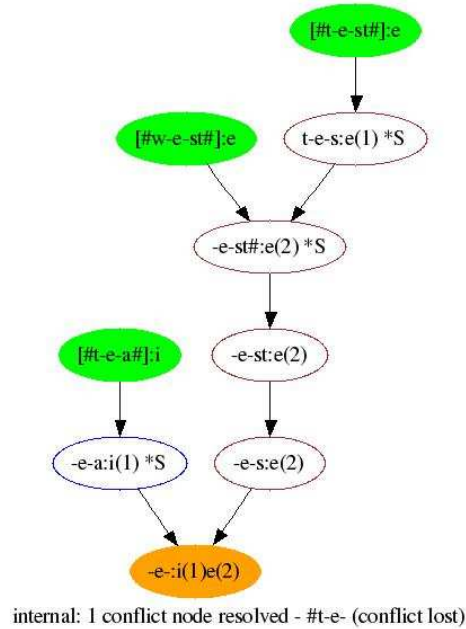 [#t-e-st#]:e
[#w-e-st#]:e
t-e-s:e(1) *S
-e-st#:e(2) *S
[#t-e-a#]:i
-e-st:e(2)
-e-a:i(1) *S
-e-s:e(2)
-e-:i(1)e(2)
internal: 1 conflict node resolved - #t-e- (conflict lost)